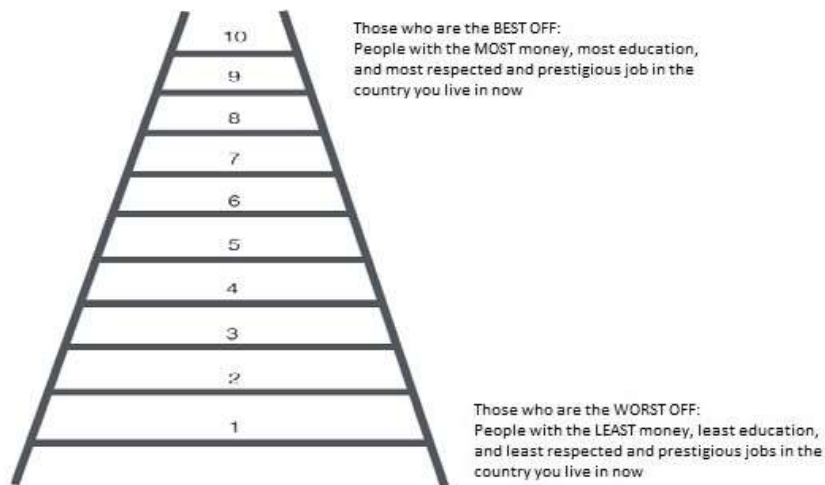 10
Those who are the BEST OFF:
People with the MOST money, most education,
and most respected and prestigious job in the
country you live in now
9
8
7
6
5
4
3
2
1
Those who are the WORST OFF:
People with the LEAST money, least education,
and least respected and prestigious jobs in the
country you live in now